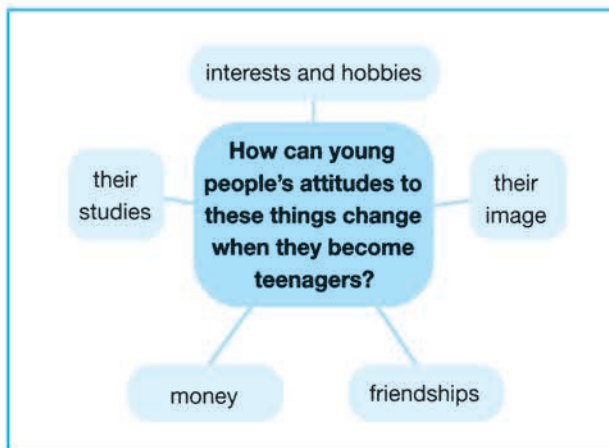 interests and hobbies
their
studies
How can young
people's attitudes to
these things change
when they become
teenagers?
their
image
money
friendships